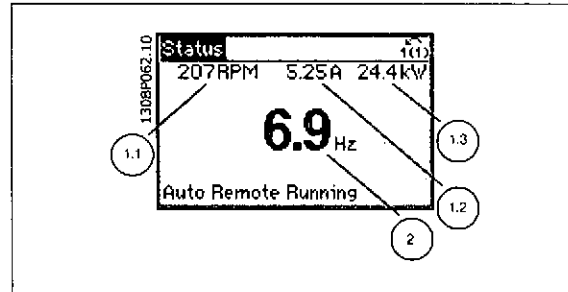 130BP062.10
Status
1(1)
207RPM 5.25A 24.4kW
1.1
6.9Hz
1.3
1.2
Auto Remote Running
2